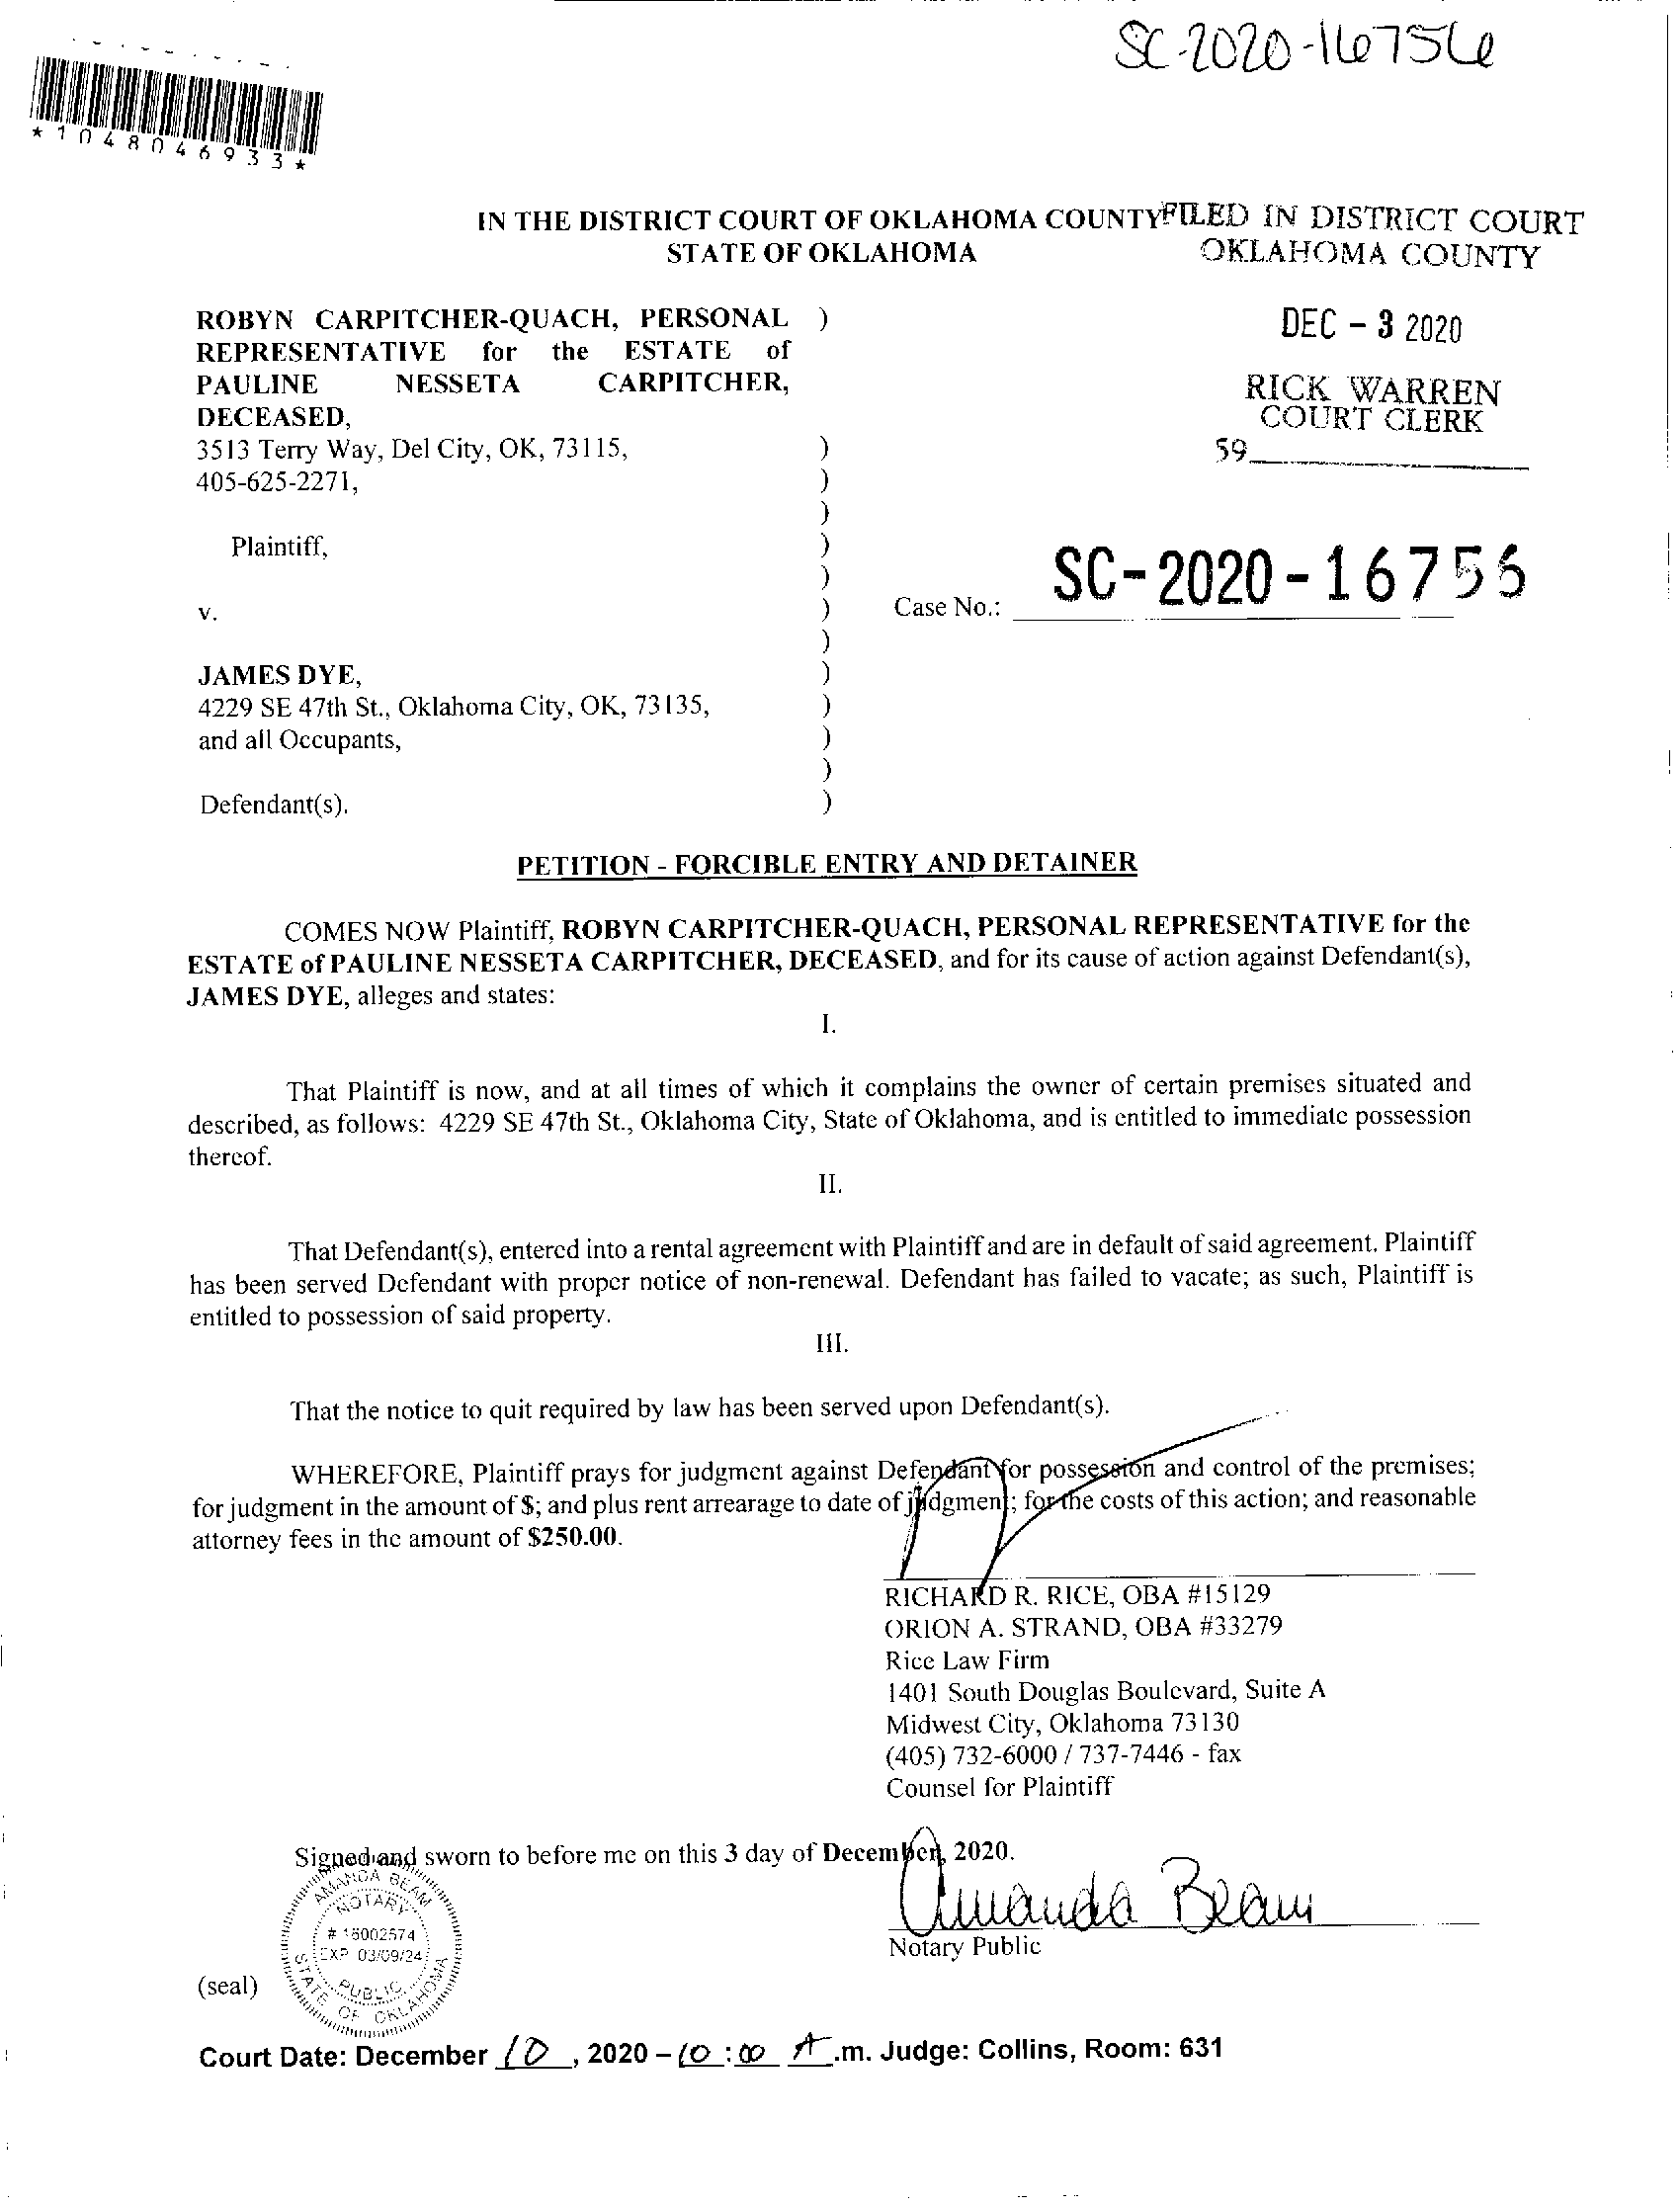 SC-2020-16756
*1048046933*
IN THE DISTRICT COURT OF OKLAHOMA COUNTY
STATE OF OKLAHOMA
FILED IN DISTRICT COURT
OKLAHOMA COUNTY
DEC - 3 2020
RICK WARREN
COURT CLERK
59
ROBYN CARPITCHER-QUACH, PERSONAL )
REPRESENTATIVE for the ESTATE of
PAULINE NESSETA CARPITCHER,
DECEASED,
3513 Terry Way, Del City, OK, 73115, )
405-625-2271, )
)
Plaintiff, )
)
v. ) Case No.: SC-2020-16756
)
JAMES DYE, )
4229 SE 47th St., Oklahoma City, OK, 73135, )
and all Occupants, )
)
Defendant(s). )
PETITION - FORCIBLE ENTRY AND DETAINER
COMES NOW Plaintiff, ROBYN CARPITCHER-QUACH, PERSONAL REPRESENTATIVE for the
ESTATE of PAULINE NESSETA CARPITCHER, DECEASED, and for its cause of action against Defendant(s),
JAMES DYE, alleges and states:
I.
That Plaintiff is now, and at all times of which it complains the owner of certain premises situated and
described, as follows: 4229 SE 47th St., Oklahoma City, State of Oklahoma, and is entitled to immediate possession
thereof.
II.
That Defendant(s), entered into a rental agreement with Plaintiff and are in default of said agreement. Plaintiff
has been served Defendant with proper notice of non-renewal. Defendant has failed to vacate; as such, Plaintiff is
entitled to possession of said property.
III.
That the notice to quit required by law has been served upon Defendant(s).
WHEREFORE, Plaintiff prays for judgment against Defendant for possession and control of the premises;
for judgment in the amount of $; and plus rent arrearage to date of judgment; for the costs of this action; and reasonable
attorney fees in the amount of $250.00.
RICHARD R. RICE, OBA #15129
ORION A. STRAND, OBA #33279
Rice Law Firm
1401 South Douglas Boulevard, Suite A
Midwest City, Oklahoma 73130
(405) 732-6000 / 737-7446 - fax
Counsel for Plaintiff
Signed and sworn to before me on this 3 day of December, 2020.
Amanda Beam
Notary Public
AMANDA BEAM
NOTARY
# 16002574
EXP 03/09/24
PUBLIC
STATE OF OKLAHOMA
(seal)
Court Date: December 10, 2020 - 10:00 A.m. Judge: Collins, Room: 631